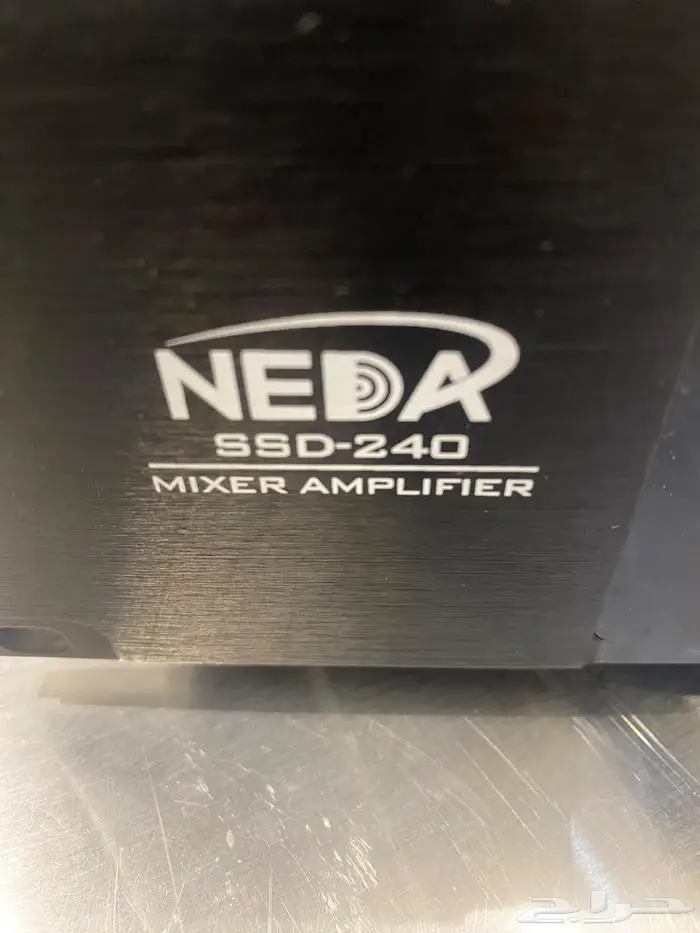 NEDA
SSD-240
MIXER AMPLIFIER
حراج